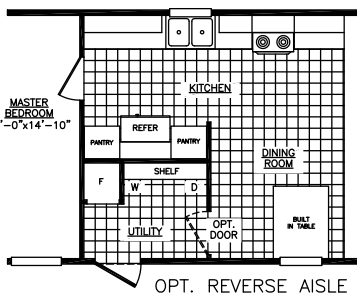 KITCHEN
MASTER
BEDROOM
'-0"x14'-10"
REFER
PANTRY
PANTRY
DINING
ROOM
SHELF
F
W
D
UTILITY
OPT.
DOOR
BUILT
IN TABLE
OPT. REVERSE AISLE